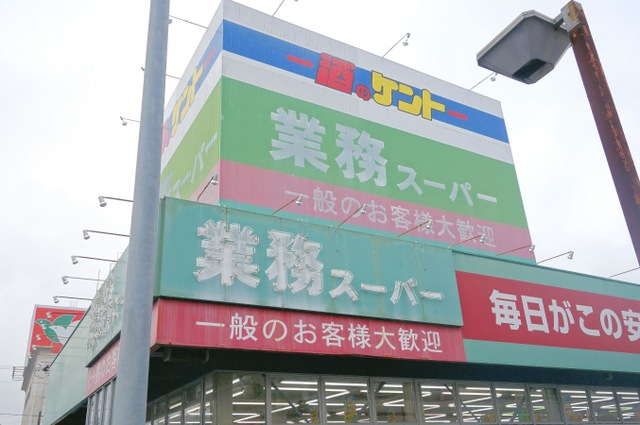 酒のケント
業務スーパー
一般のお客様大歓迎
業務スーパー
一般のお客様大歓迎
毎日がこの安